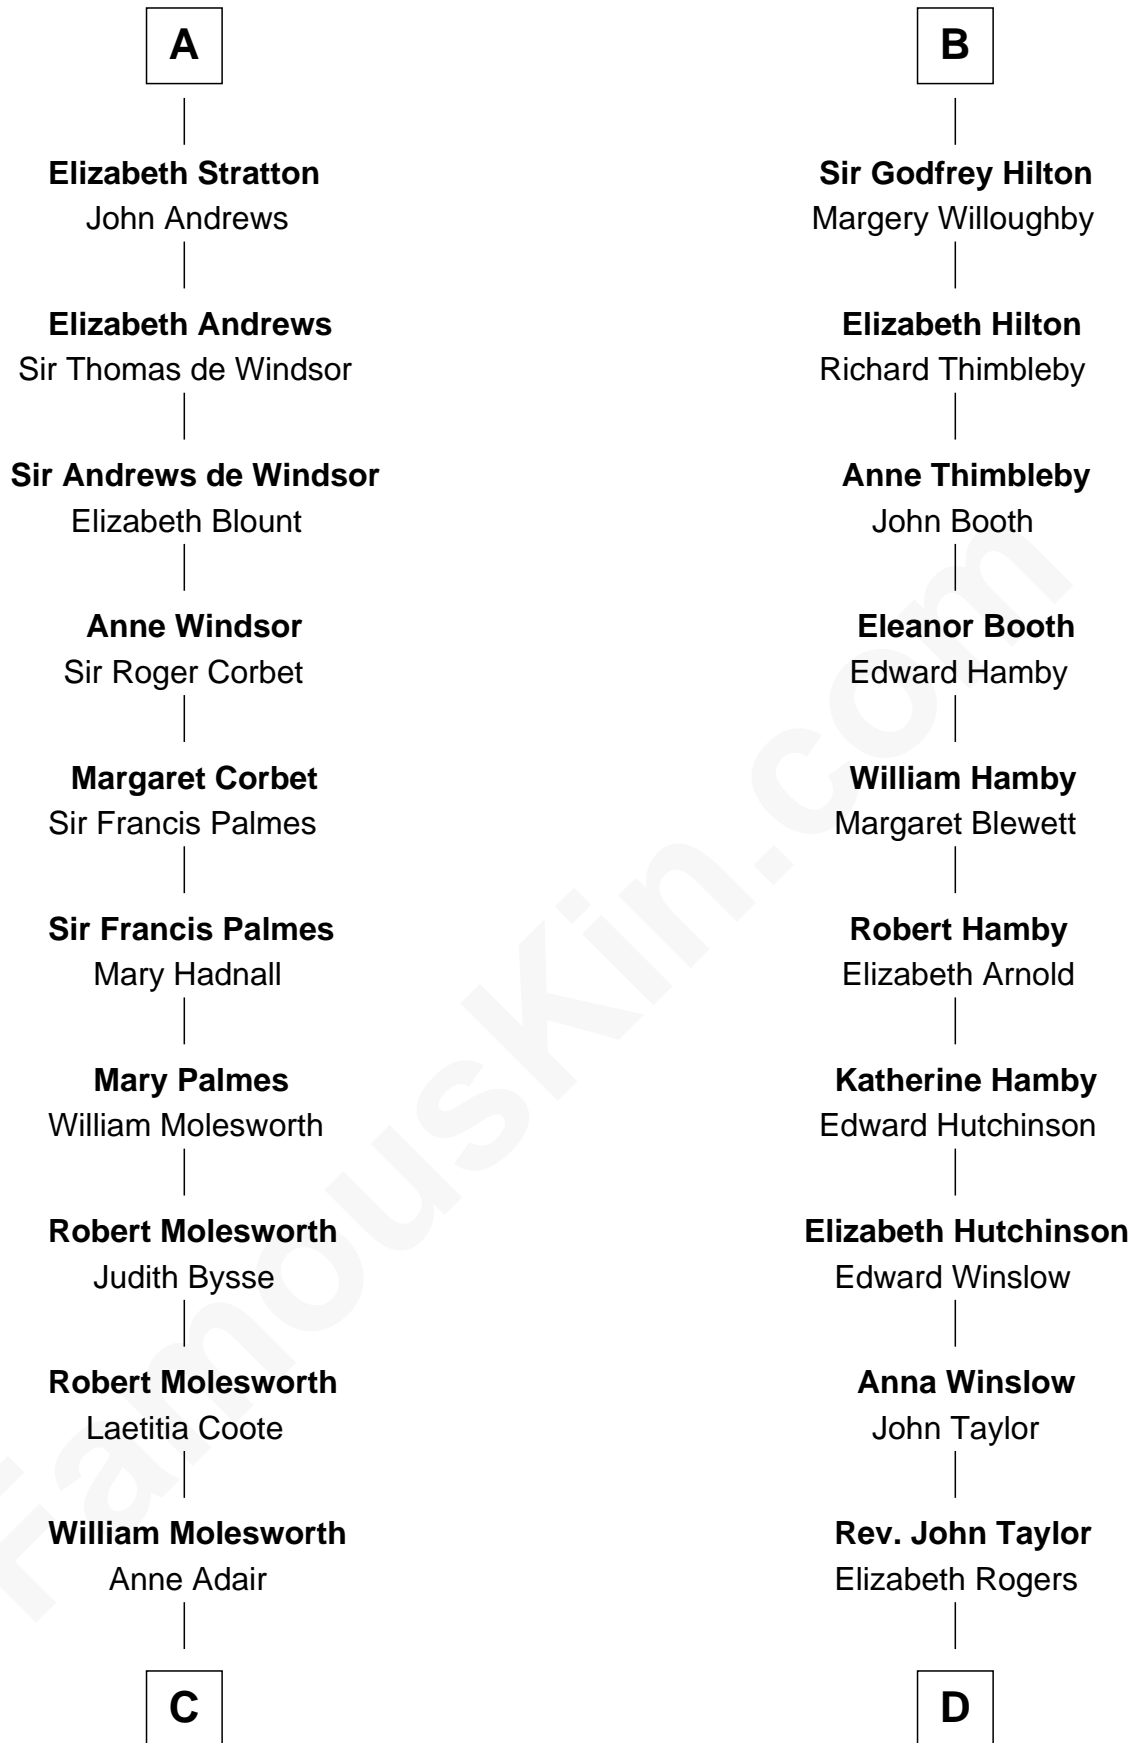 A
Elizabeth Stratton
John Andrews
Elizabeth Andrews
Sir Thomas de Windsor
Sir Andrews de Windsor
Elizabeth Blount
Anne Windsor
Sir Roger Corbet
Margaret Corbet
Sir Francis Palmes
Sir Francis Palmes
Mary Hadnall
Mary Palmes
William Molesworth
Robert Molesworth
Judith Bysse
Robert Molesworth
Laetitia Coote
William Molesworth
Anne Adair
C
B
Sir Godfrey Hilton
Margery Willoughby
Elizabeth Hilton
Richard Thimbleby
Anne Thimbleby
John Booth
Eleanor Booth
Edward Hamby
William Hamby
Margaret Blewett
Robert Hamby
Elizabeth Arnold
Katherine Hamby
Edward Hutchinson
Elizabeth Hutchinson
Edward Winslow
Anna Winslow
John Taylor
Rev. John Taylor
Elizabeth Rogers
D
FamousKin.com